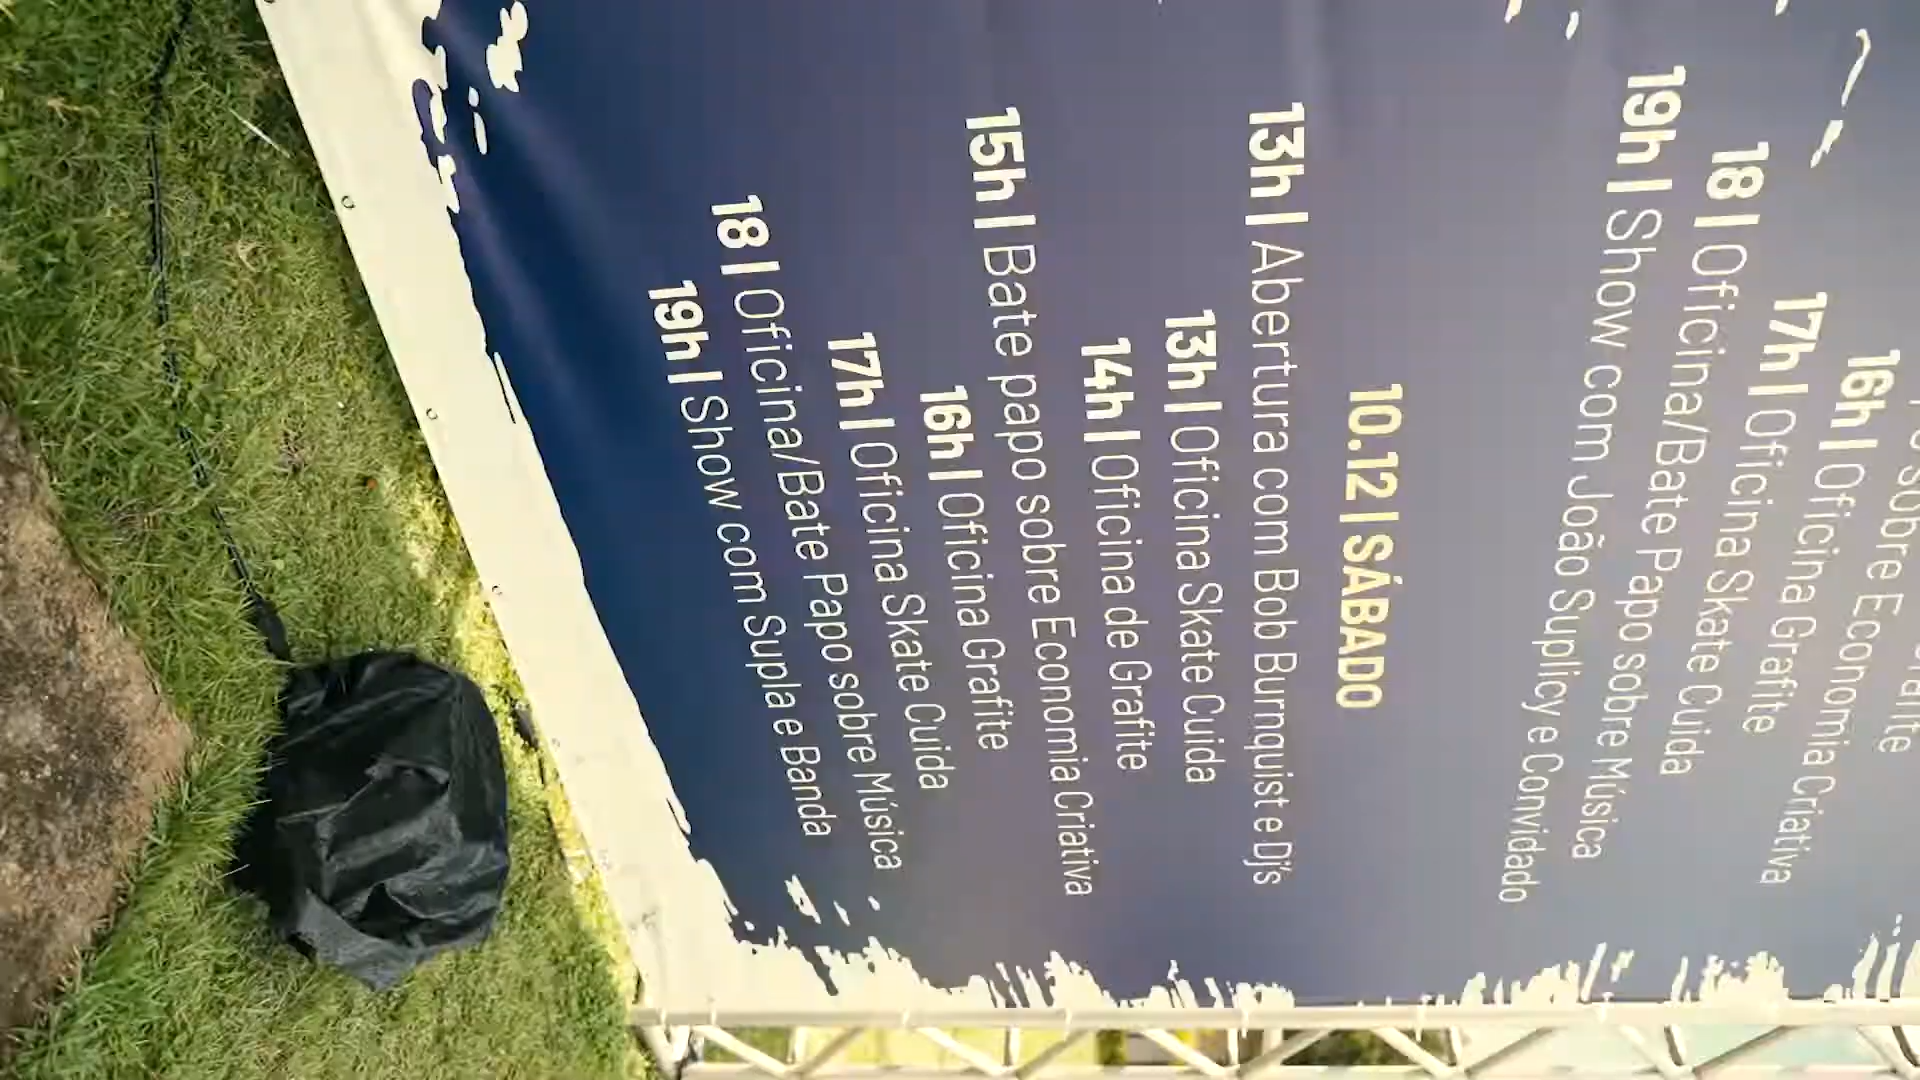 sobre Economia Criativa
16h | Oficina Grafite
17h | Oficina Skate Cuida
18 | Oficina/Bate Papo sobre Música
19h | Show com João Suplicy e Convidado
10.12 | SÁBADO
13h | Abertura com Bob Burnquist e Dj's
13h | Oficina Skate Cuida
14h | Oficina de Grafite
15h | Bate papo sobre Economia Criativa
16h | Oficina Grafite
17h | Oficina Skate Cuida
18 | Oficina/Bate Papo sobre Música
19h | Show com Supla e Banda